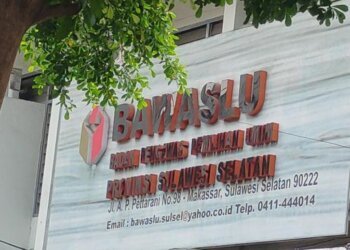 BAWASLU
BADAN PENGAWAS PEMILIHAN UMUM
PROVINSI SULAWESI SELATAN
Jl. A. P. Pettarani No.98 - Makassar, Sulawesi Selatan 90222
Email : bawaslu.sulsel@yahoo.co.id Telp. 0411-444014